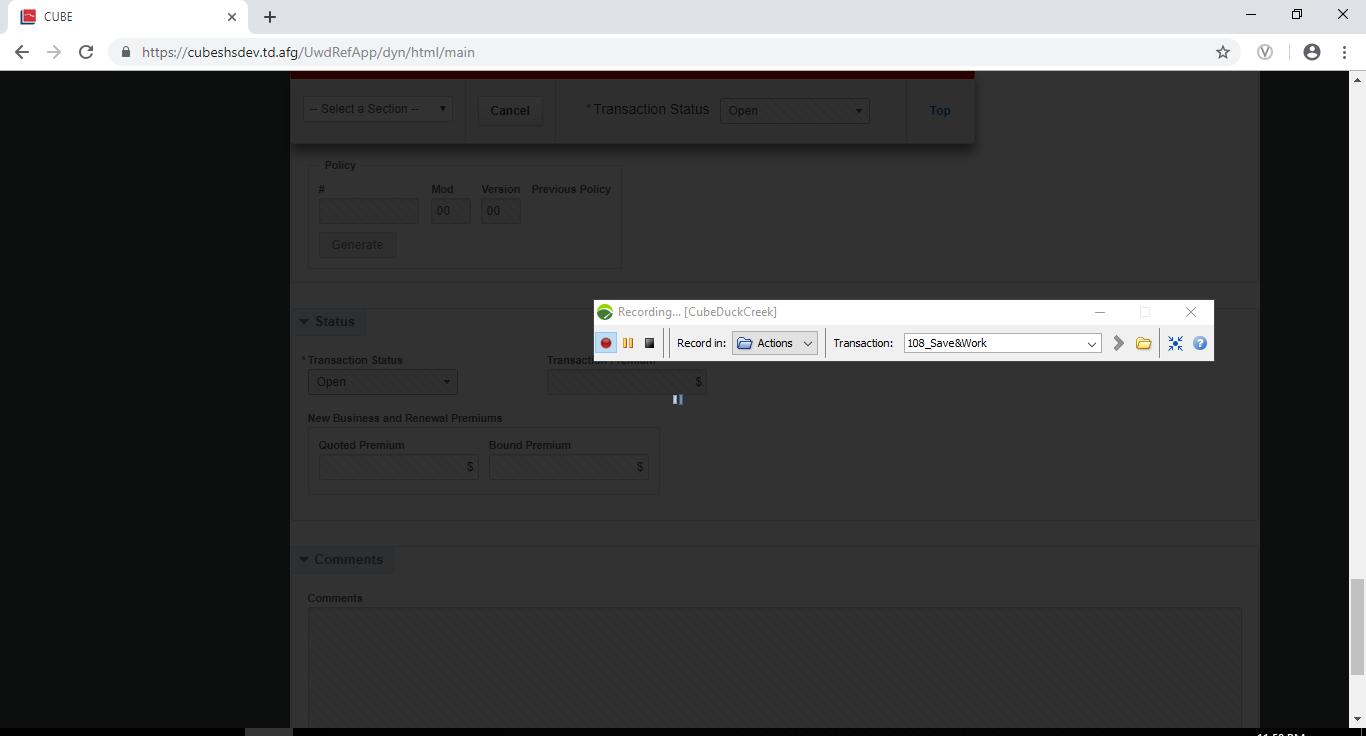 CUBE
https://cubeshsdev.td.afg/UwdRefApp/dyn/html/main
-- Select a Section --
Cancel
*Transaction Status
Open
Top
Policy
# Mod Version Previous Policy
00 00
Generate
Recording... [CubeDuckCreek]
Record in: Actions Transaction: 108_Save&Work
Status
*Transaction Status
Transaction Premium
Open
$
New Business and Renewal Premiums
Quoted Premium Bound Premium
$ $
Comments
Comments